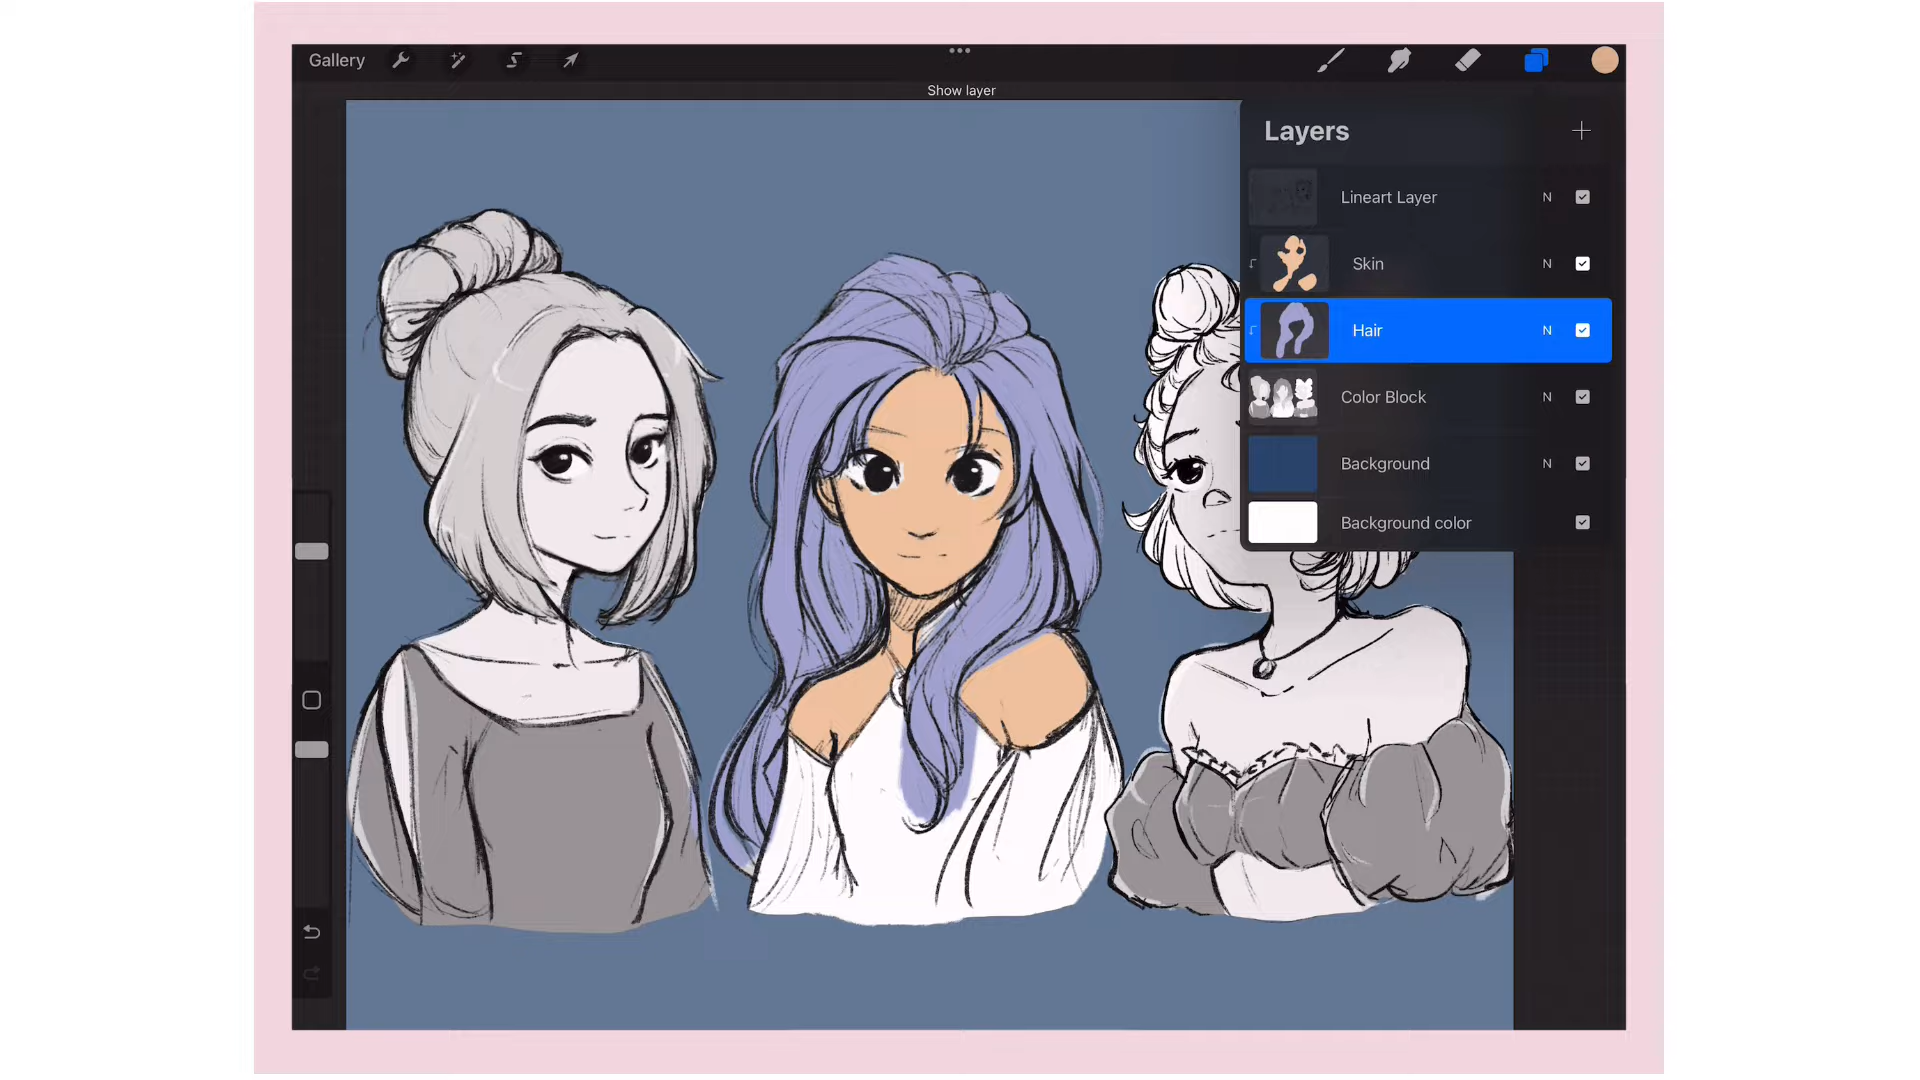 Gallery
Show layer
Layers
Lineart Layer N
Skin N
Hair N
Color Block N
Background N
Background color